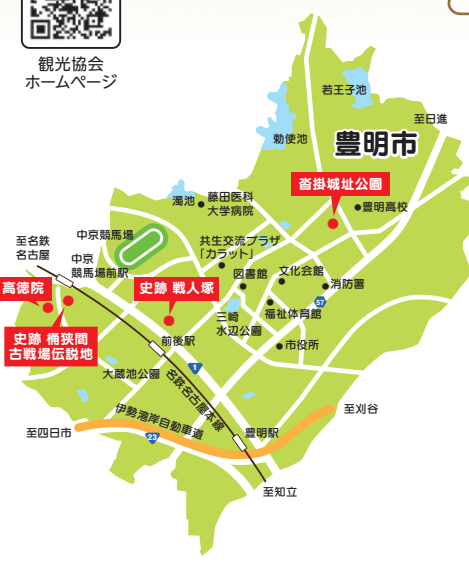 観光協会
ホームページ
若王子池
至日進
勅使池
豊明市
沓掛城址公園
濁池
藤田医科
大学病院
豊明高校
中京競馬場
共生交流プラザ
「カラット」
至名鉄
名古屋
中京
競馬場前駅
図書館
文化会館
消防署
高徳院
史跡 戦人塚
57
三崎
水辺公園
福祉体育館
史跡 桶狭間
古戦場伝説地
前後駅
市役所
1
大蔵池公園
名鉄名古屋本線
至刈谷
伊勢湾岸自動車道
至四日市
23
豊明駅
至知立